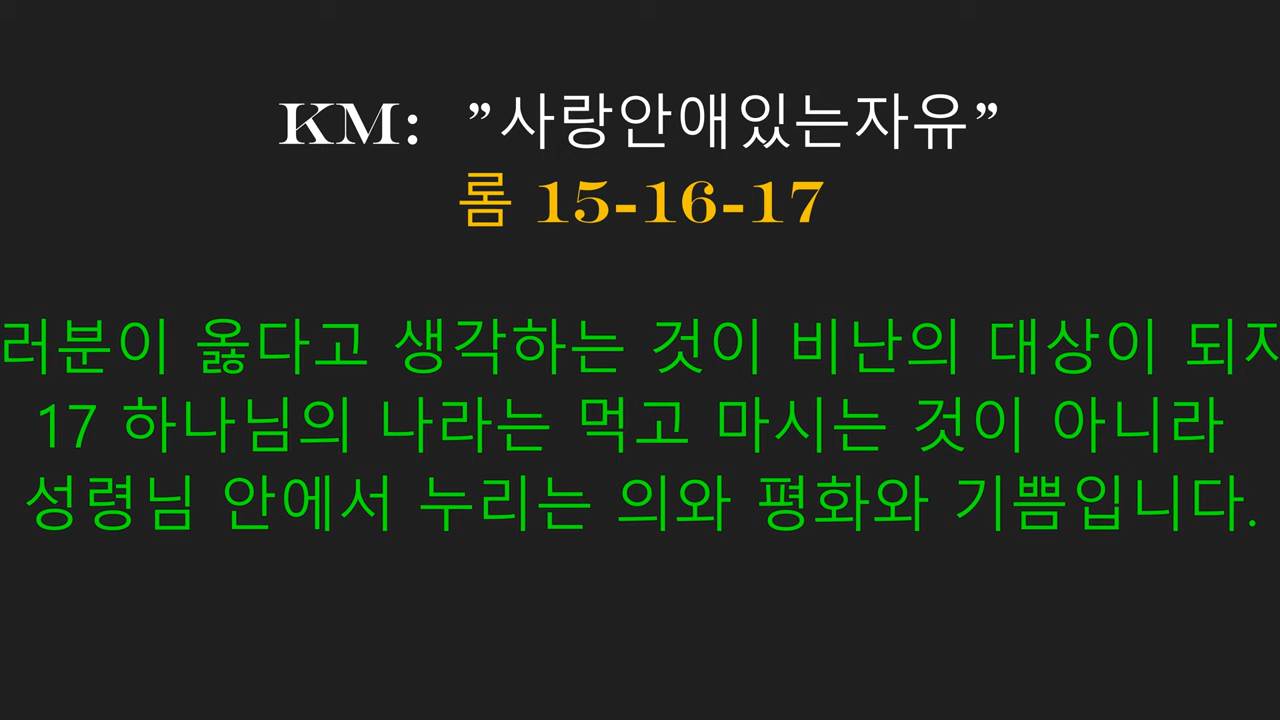 KM: ”사랑안애있는자유”
롬 15-16-17
러분이 옳다고 생각하는 것이 비난의 대상이 되지
17 하나님의 나라는 먹고 마시는 것이 아니라
성령님 안에서 누리는 의와 평화와 기쁨입니다.